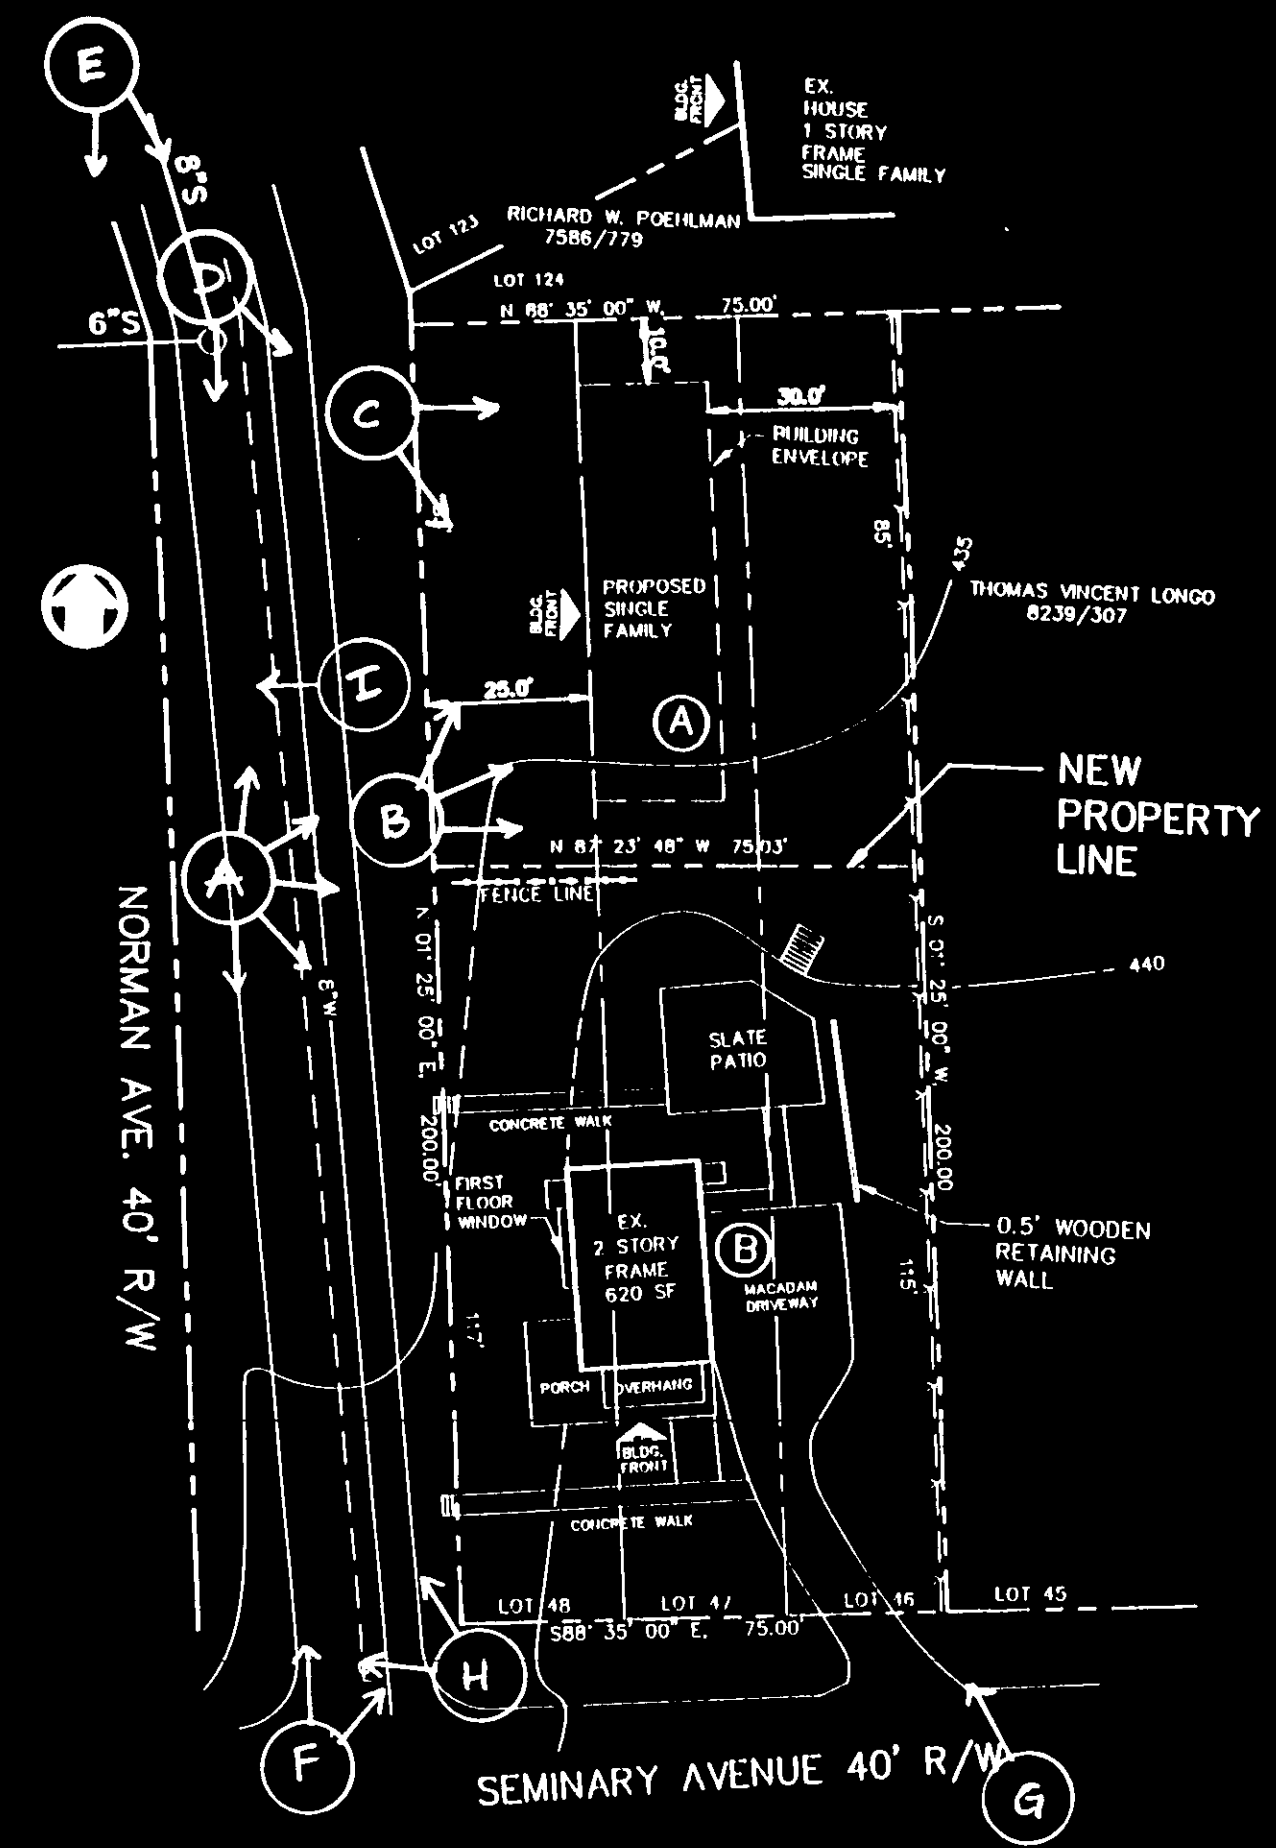 E
8"S
BLDG.
FRONT
EX.
HOUSE
1 STORY
FRAME
SINGLE FAMILY
LOT 123
RICHARD W. POEHLMAN
7586/779
LOT 124
D
6"S
N 88° 35' 00" W. 75.00'
10.0'
C
30.0'
BUILDING
ENVELOPE
85'
435
THOMAS VINCENT LONGO
8239/307
BLDG.
FRONT
PROPOSED
SINGLE
FAMILY
I
25.0'
A
B
NEW
PROPERTY
LINE
N 87° 23' 48" W 75.03'
A
FENCE LINE
NORMAN AVE. 40' R/W
8"W
N 01° 25' 00" E. 200.00'
S 01° 25' 00" W. 200.00
440
SLATE
PATIO
CONCRETE WALK
FIRST
FLOOR
WINDOW
EX.
2 STORY
FRAME
620 SF
B
MACADAM
DRIVEWAY
0.5' WOODEN
RETAINING
WALL
115'
117'
PORCH
OVERHANG
BLDG.
FRONT
CONCRETE WALK
LOT 48
LOT 47
LOT 46
LOT 45
S88° 35' 00" E. 75.00'
H
F
SEMINARY AVENUE 40' R/W
G